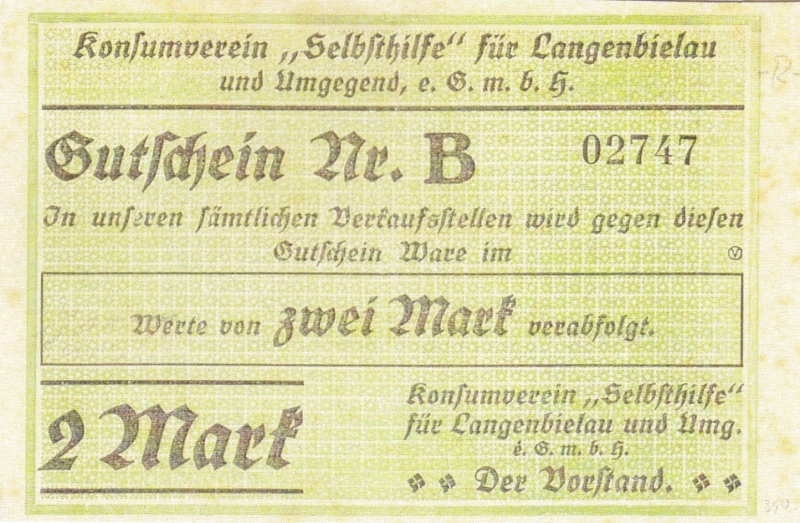 Konsumverein „Selbsthilfe“ für Langenbielau
und Umgegend, e. G. m. b. H.
Gutschein Nr. B 02747
In unseren sämtlichen Verkaufsstellen wird gegen diesen
Gutschein Ware im
V
Werte von zwei Mark verabfolgt.
2 Mark
Konsumverein „Selbsthilfe“
für Langenbielau und Umg.
e. G. m. b. H.
Der Vorstand.